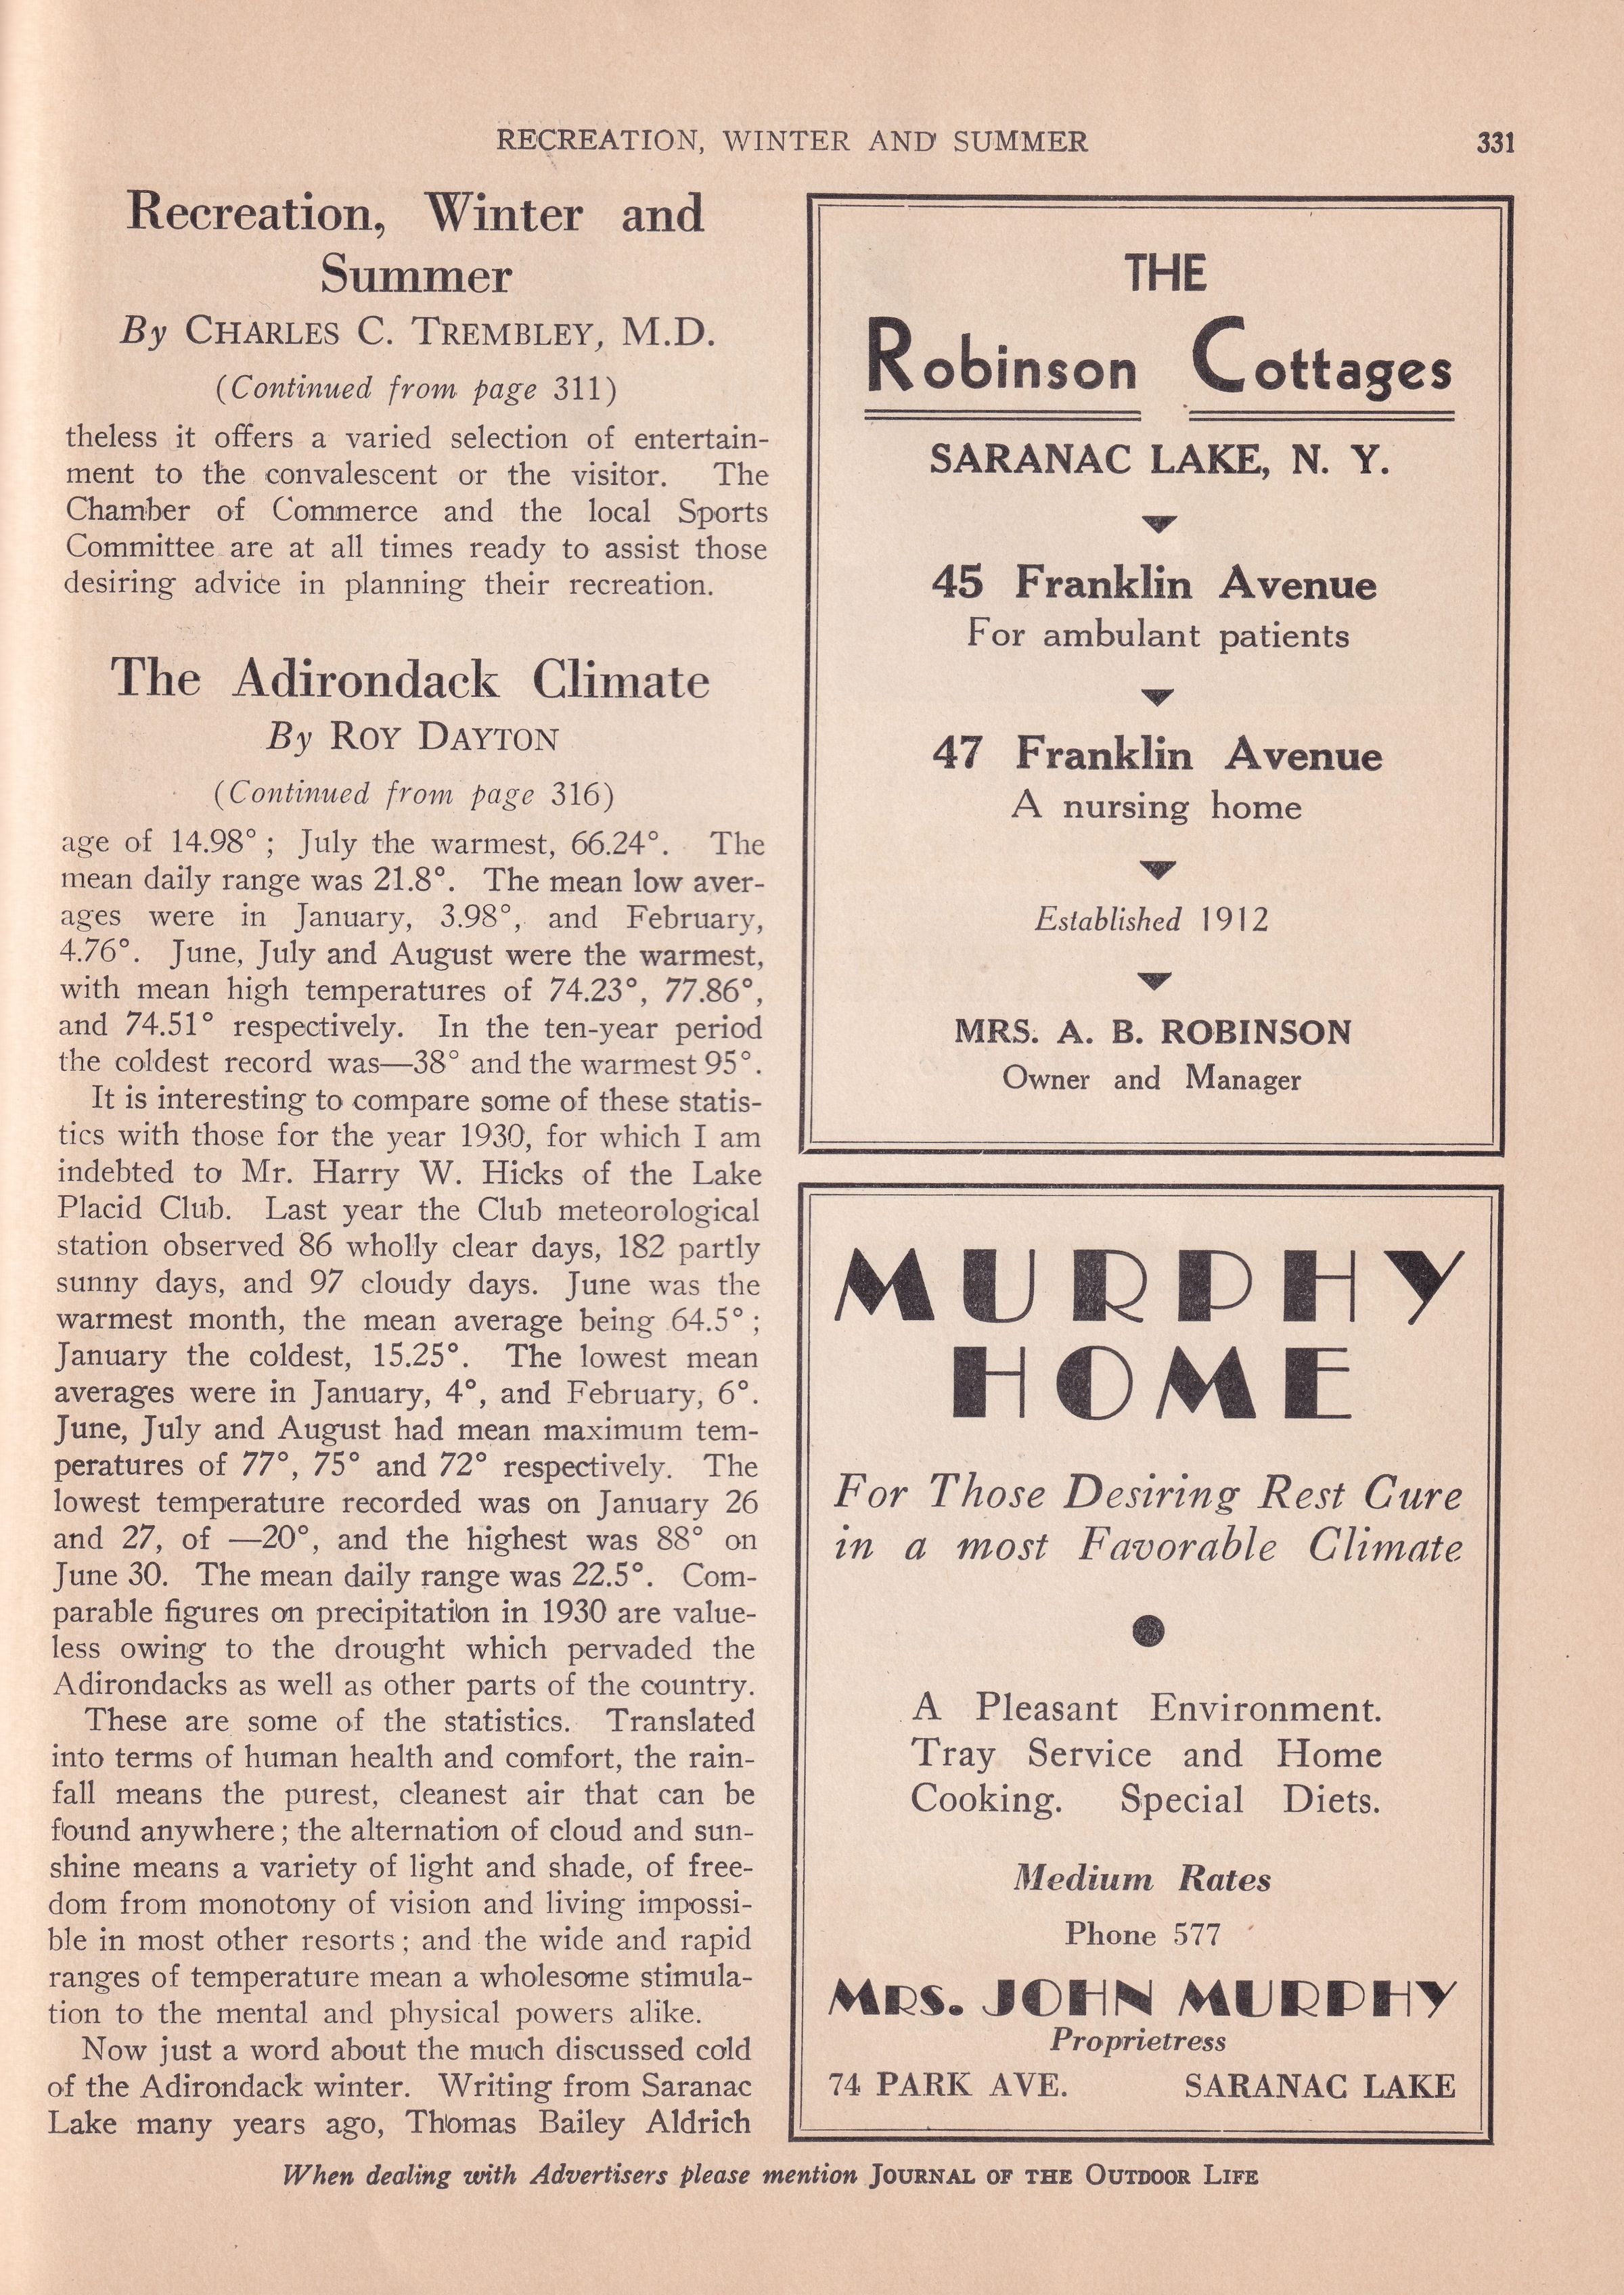 RECREATION, WINTER AND SUMMER 331
Recreation, Winter and
Summer
By CHARLES C. TREMBLEY, M.D.
(Continued from page 311)
theless it offers a varied selection of entertain-
ment to the convalescent or the visitor. The
Chamber of Commerce and the local Sports
Committee are at all times ready to assist those
desiring advice in planning their recreation.
The Adirondack Climate
By ROY DAYTON
(Continued from page 316)
age of 14.98°; July the warmest, 66.24°. The
mean daily range was 21.8°. The mean low aver-
ages were in January, 3.98°, and February,
4.76°. June, July and August were the warmest,
with mean high temperatures of 74.23°, 77.86°,
and 74.51° respectively. In the ten-year period
the coldest record was—38° and the warmest 95°.
It is interesting to compare some of these statis-
tics with those for the year 1930, for which I am
indebted to Mr. Harry W. Hicks of the Lake
Placid Club. Last year the Club meteorological
station observed 86 wholly clear days, 182 partly
sunny days, and 97 cloudy days. June was the
warmest month, the mean average being 64.5°;
January the coldest, 15.25°. The lowest mean
averages were in January, 4°, and February, 6°.
June, July and August had mean maximum tem-
peratures of 77°, 75° and 72° respectively. The
lowest temperature recorded was on January 26
and 27, of —20°, and the highest was 88° on
June 30. The mean daily range was 22.5°. Com-
parable figures on precipitation in 1930 are value-
less owing to the drought which pervaded the
Adirondacks as well as other parts of the country.
These are some of the statistics. Translated
into terms of human health and comfort, the rain-
fall means the purest, cleanest air that can be
found anywhere; the alternation of cloud and sun-
shine means a variety of light and shade, of free-
dom from monotony of vision and living impossi-
ble in most other resorts; and the wide and rapid
ranges of temperature mean a wholesome stimula-
tion to the mental and physical powers alike.
Now just a word about the much discussed cold
of the Adirondack winter. Writing from Saranac
Lake many years ago, Thomas Bailey Aldrich
THE
Robinson Cottages
SARANAC LAKE, N. Y.
45 Franklin Avenue
For ambulant patients
47 Franklin Avenue
A nursing home
Established 1912
MRS. A. B. ROBINSON
Owner and Manager
MURPHY
HOME
For Those Desiring Rest Cure
in a most Favorable Climate
A Pleasant Environment.
Tray Service and Home
Cooking. Special Diets.
Medium Rates
Phone 577
MRS. JOHN MURPHY
Proprietress
74 PARK AVE. SARANAC LAKE
When dealing with Advertisers please mention JOURNAL OF THE OUTDOOR LIFE